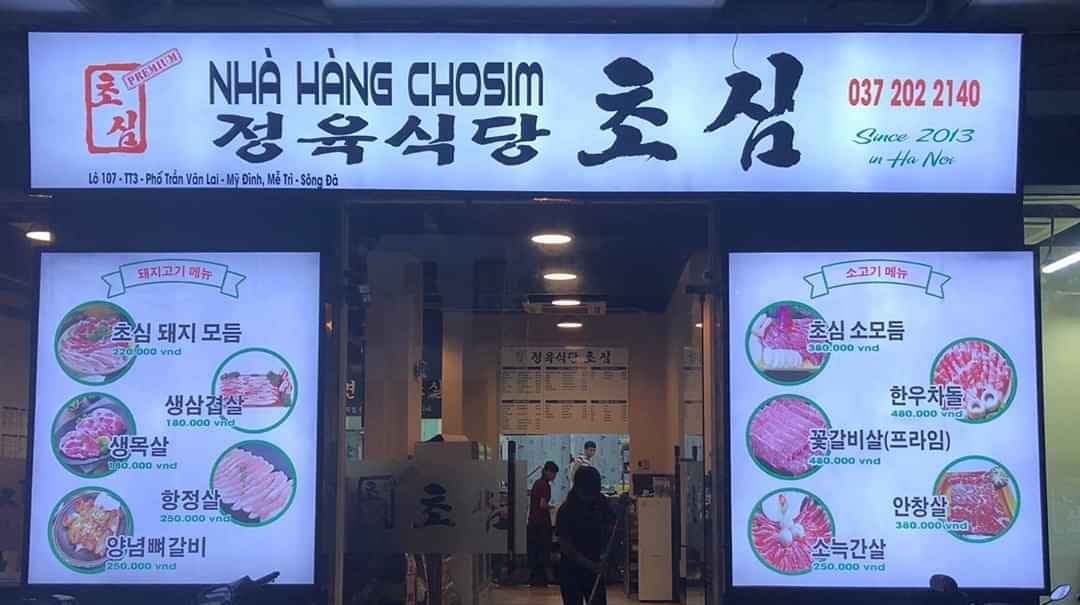 초심
PREMIUM
NHÀ HÀNG CHOSIM
정육식당 초심
037 202 2140
Since 2013
in Ha Noi
Lô 107 - TT3 - Phố Trần Văn Lai - Mỹ Đình, Mễ Trì - Sông Đà
돼지고기 메뉴
초심 돼지 모듬
220.000 vnd
생삼겹살
180.000 vnd
생목살
180.000 vnd
항정살
250.000 vnd
양념뼈갈비
250.000 vnd
정육식당 초심
초심
소고기 메뉴
초심 소모듬
380.000 vnd
한우차돌
480.000 vnd
꽃갈비살(프라임)
480.000 vnd
안창살
380.000 vnd
소늑간살
250.000 vnd